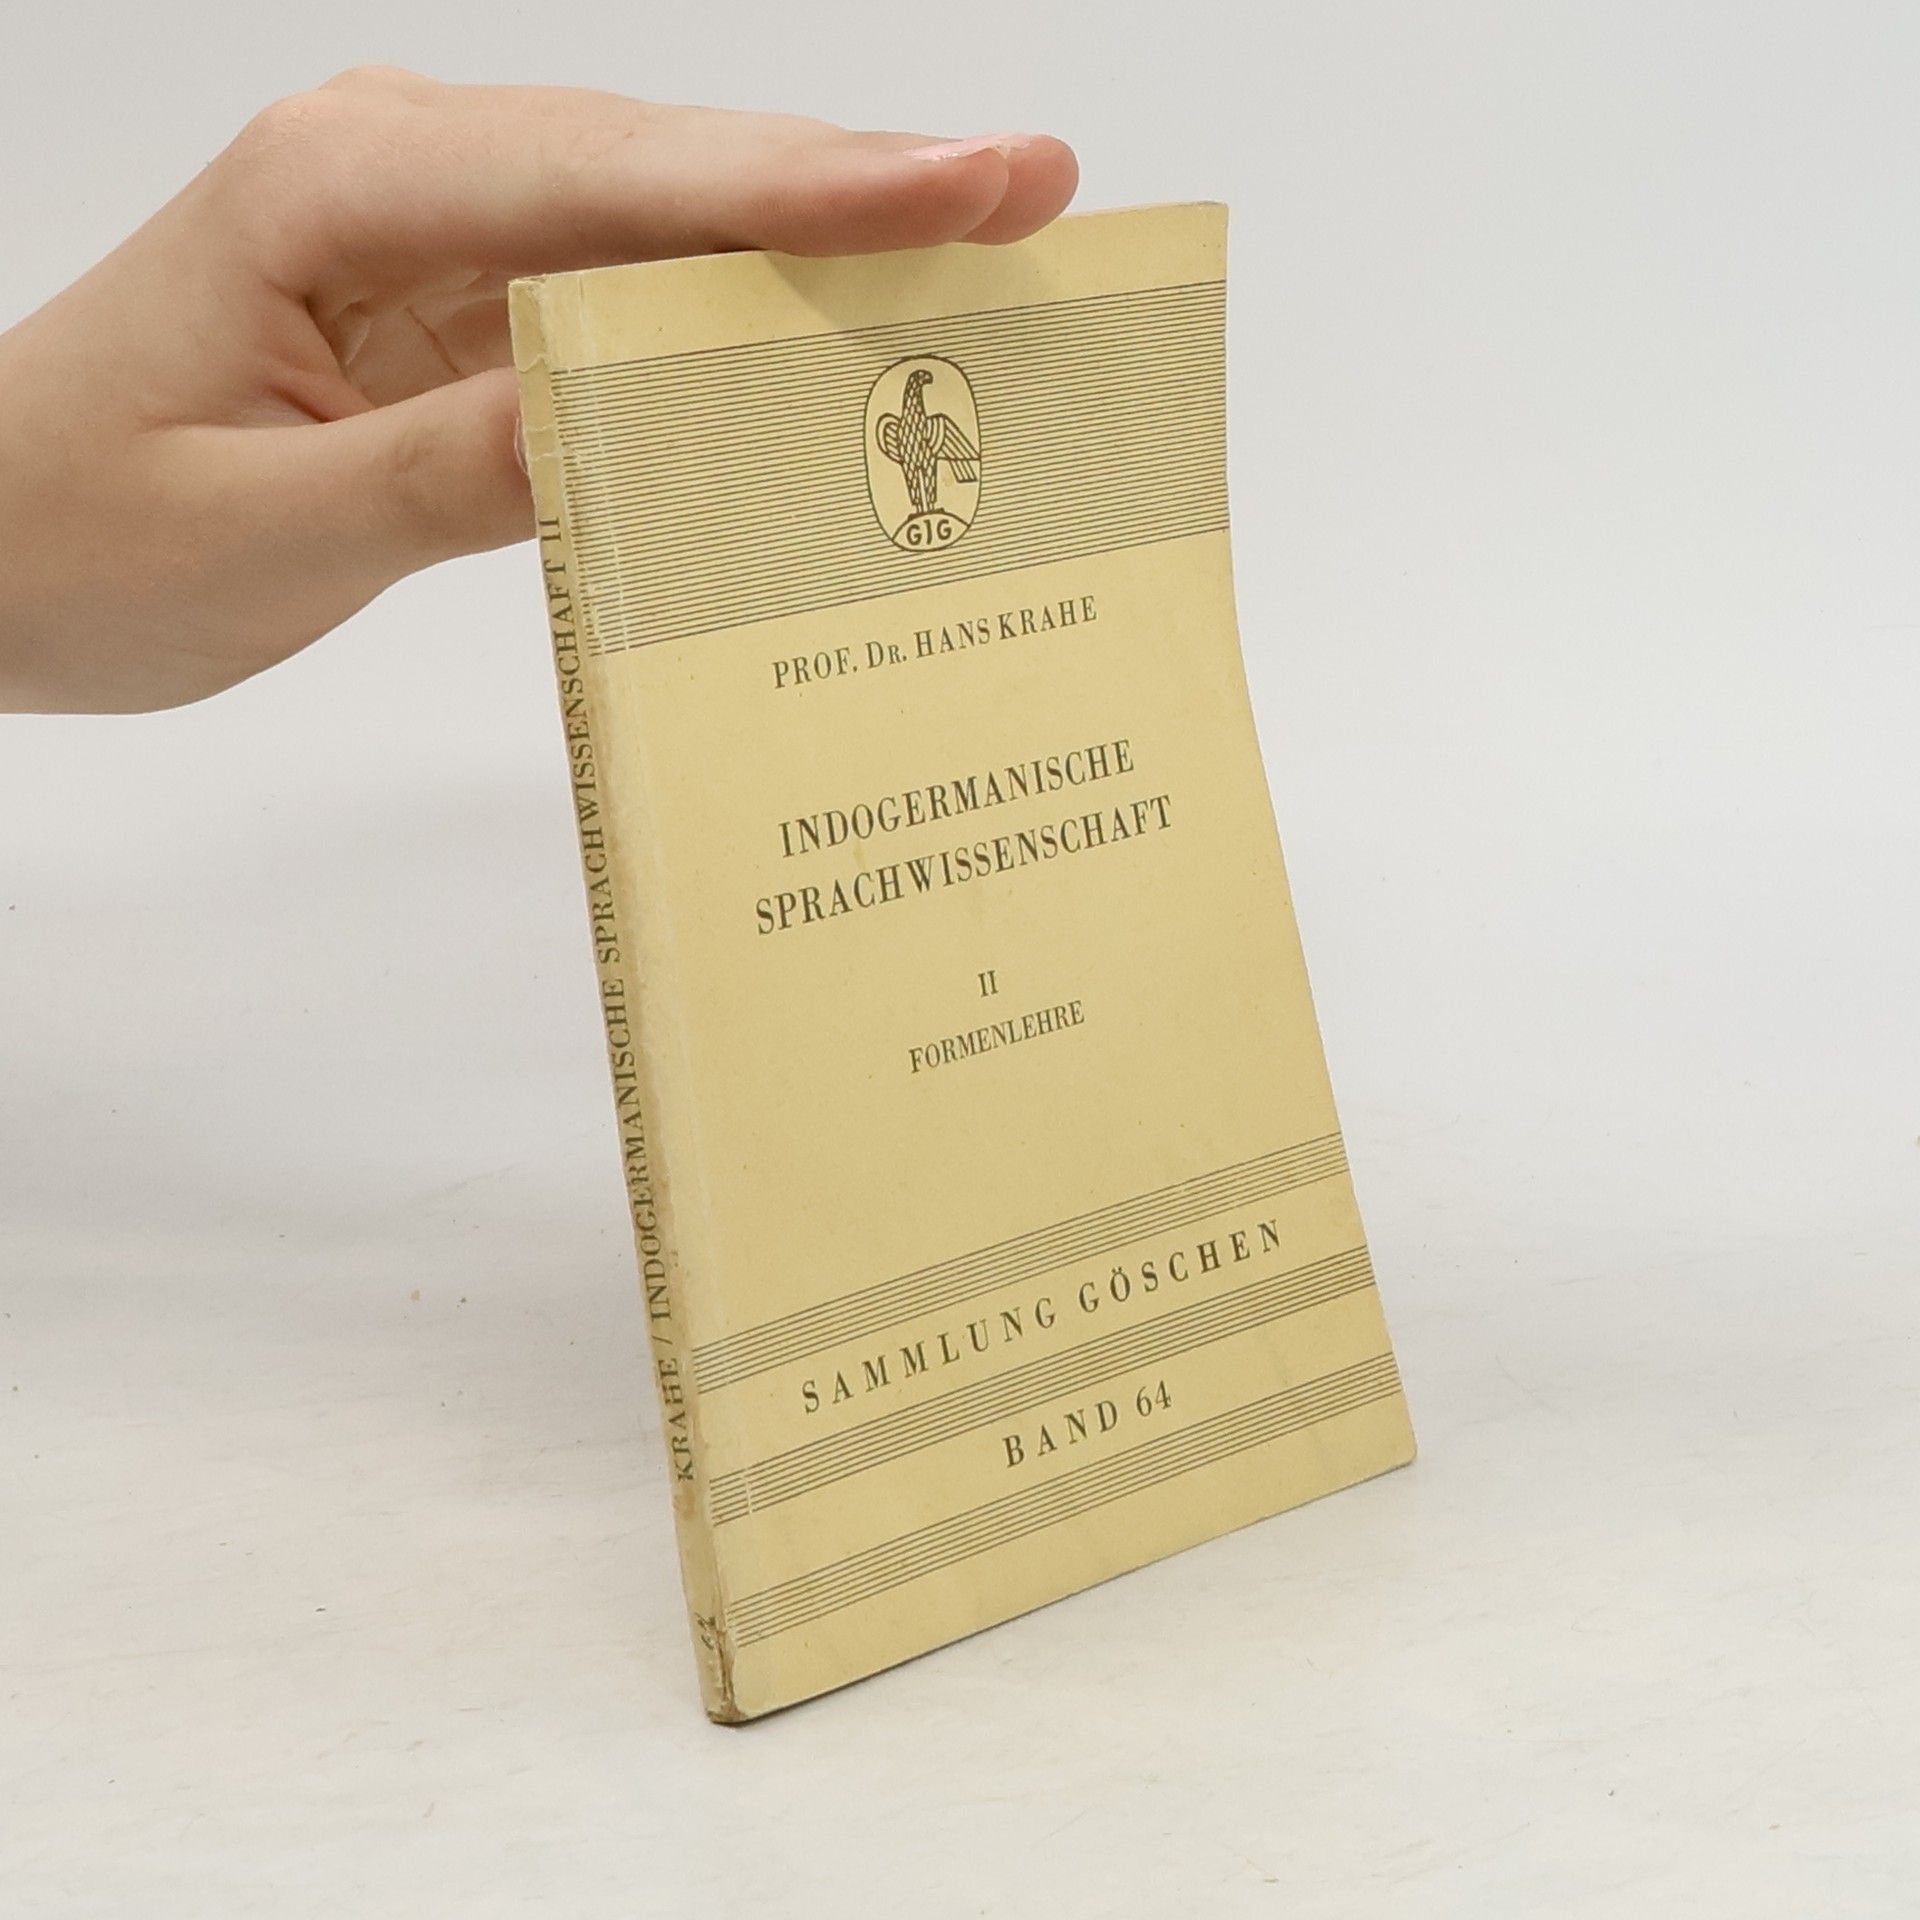 GJG
PROF. DR. HANS KRAHE
INDOGERMANISCHE
SPRACHWISSENSCHAFT
II
FORMENLEHRE
SAMMLUNG GÖSCHEN
BAND 64
KRAHE / INDOGERMANISCHE SPRACHWISSENSCHAFT II